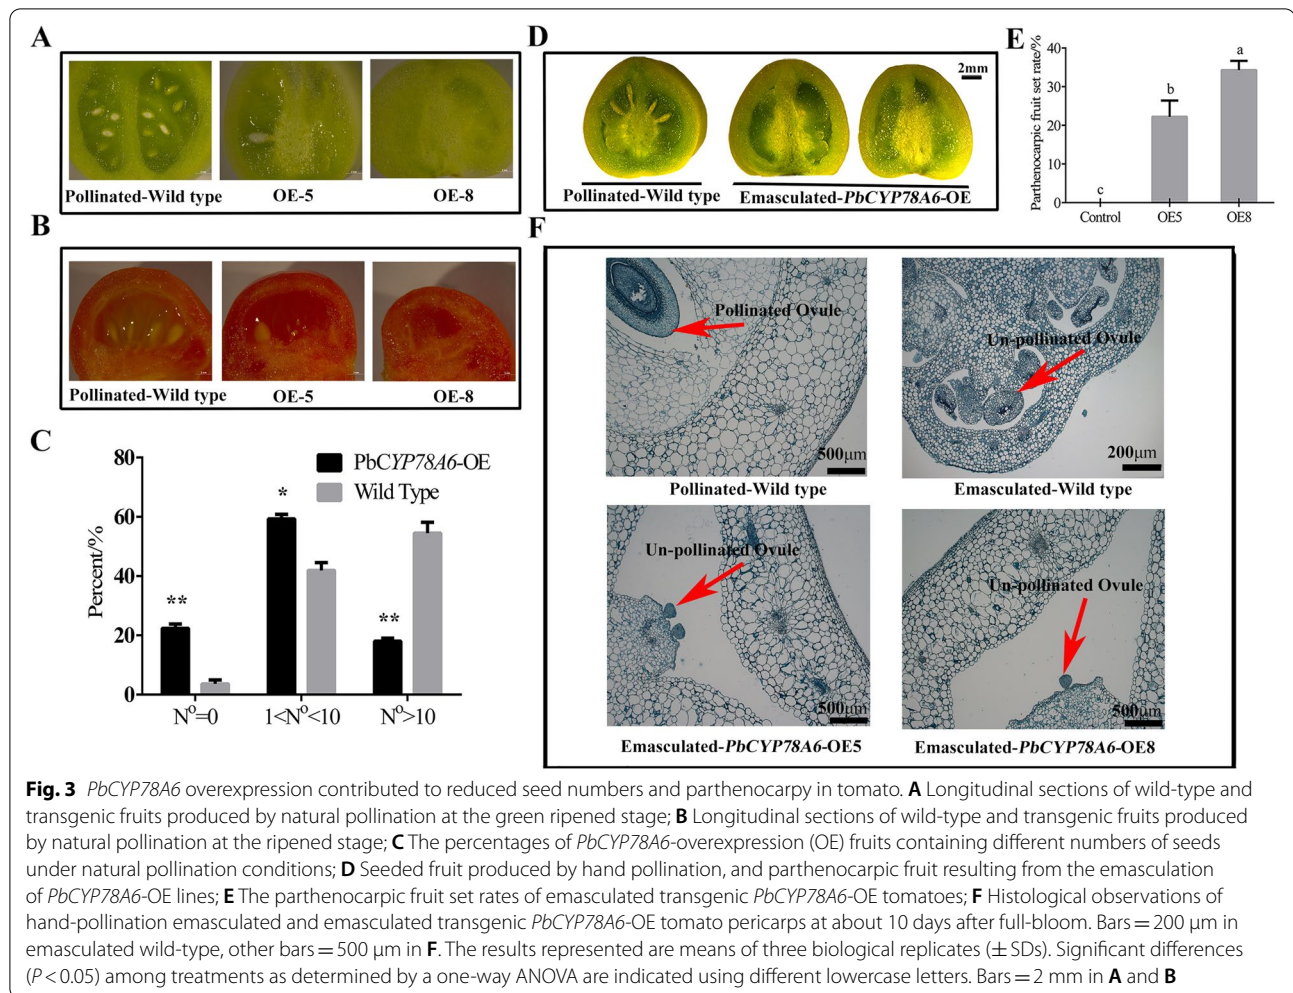 A
Pollinated-Wild type
OE-5
OE-8
B
Pollinated-Wild type
OE-5
OE-8
C
Percent/%
80
60
40
20
0
PbCYP78A6-OE
Wild Type
**
*
**
Nº=0
1<Nº<10
Nº>10
D
2mm
Pollinated-Wild type
Emasculated-PbCYP78A6-OE
E
Parthenocarpic fruit set rate/%
40
30
20
10
0
c
b
a
Control
OE5
OE8
F
Pollinated Ovule
500μm
Pollinated-Wild type
Un-pollinated Ovule
200μm
Emasculated-Wild type
Un-pollinated Ovule
500μm
Emasculated-PbCYP78A6-OE5
Un-pollinated Ovule
500μm
Emasculated-PbCYP78A6-OE8
Fig. 3 PbCYP78A6 overexpression contributed to reduced seed numbers and parthenocarpy in tomato. A Longitudinal sections of wild-type and
transgenic fruits produced by natural pollination at the green ripened stage; B Longitudinal sections of wild-type and transgenic fruits produced
by natural pollination at the ripened stage; C The percentages of PbCYP78A6-overexpression (OE) fruits containing different numbers of seeds
under natural pollination conditions; D Seeded fruit produced by hand pollination, and parthenocarpic fruit resulting from the emasculation
of PbCYP78A6-OE lines; E The parthenocarpic fruit set rates of emasculated transgenic PbCYP78A6-OE tomatoes; F Histological observations of
hand-pollination emasculated and emasculated transgenic PbCYP78A6-OE tomato pericarps at about 10 days after full-bloom. Bars = 200 μm in
emasculated wild-type, other bars = 500 μm in F. The results represented are means of three biological replicates (± SDs). Significant differences
(P < 0.05) among treatments as determined by a one-way ANOVA are indicated using different lowercase letters. Bars = 2 mm in A and B